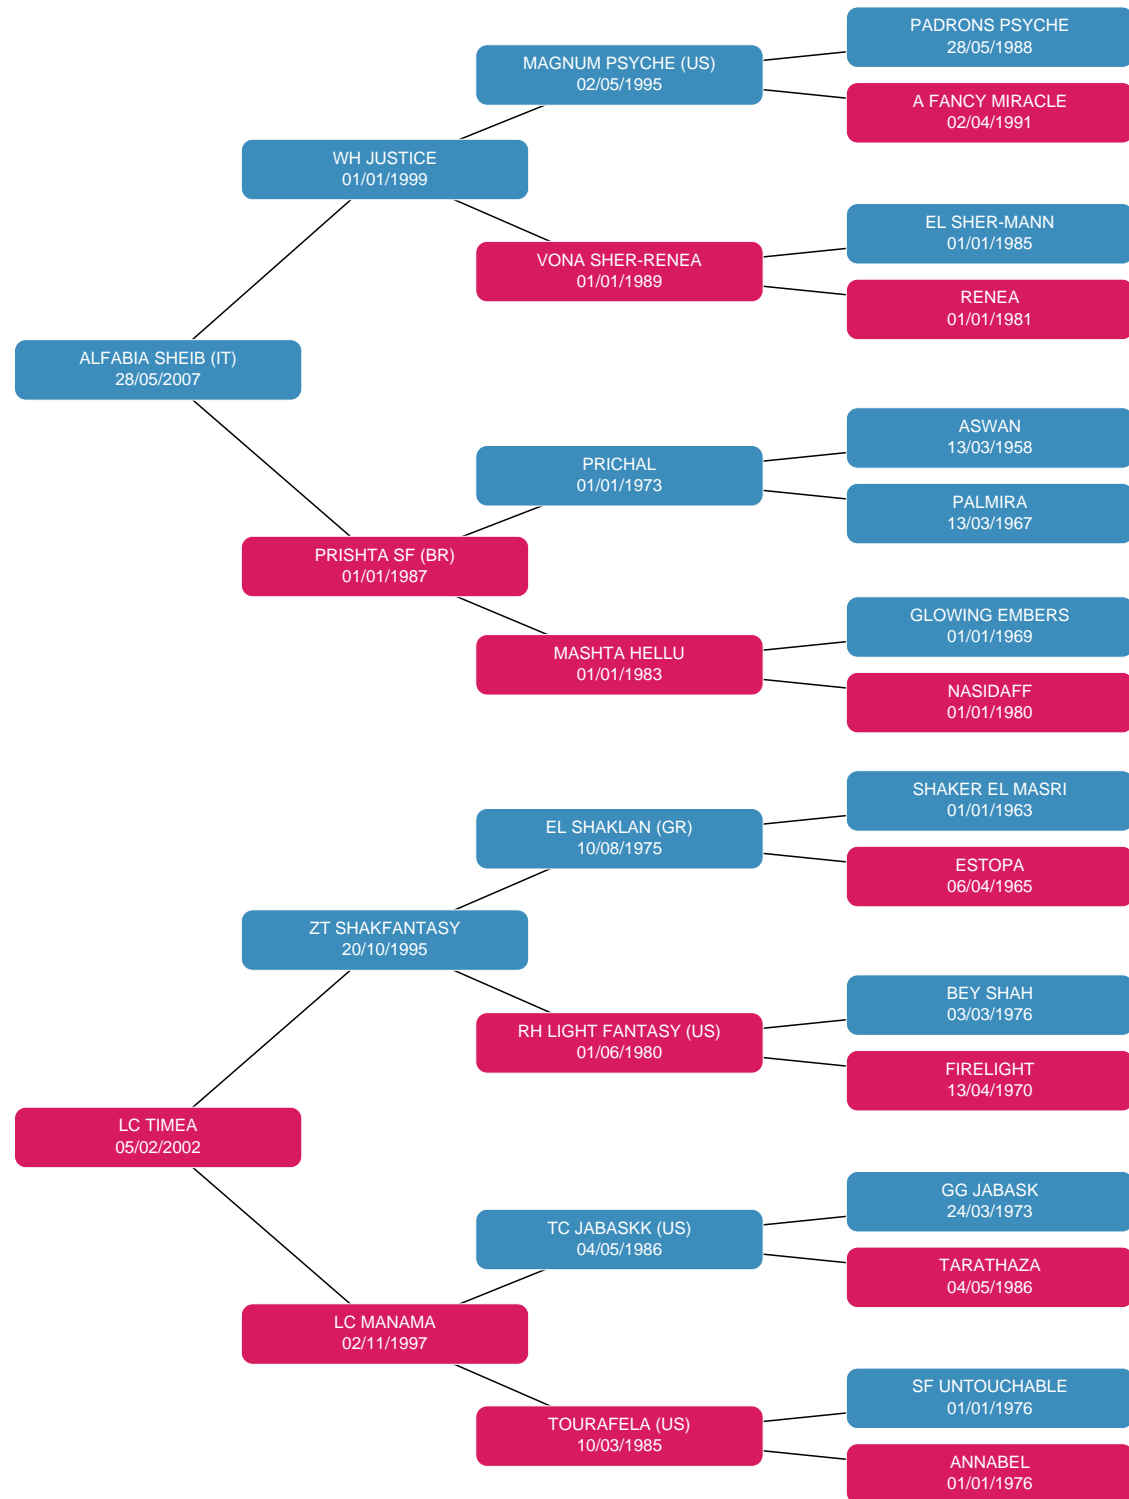 PADRONS PSYCHE
28/05/1988
MAGNUM PSYCHE (US)
02/05/1995
A FANCY MIRACLE
02/04/1991
WH JUSTICE
01/01/1999
EL SHER-MANN
01/01/1985
VONA SHER-RENEA
01/01/1989
RENEA
01/01/1981
ALFABIA SHEIB (IT)
28/05/2007
ASWAN
13/03/1958
PRICHAL
01/01/1973
PALMIRA
13/03/1967
PRISHTA SF (BR)
01/01/1987
GLOWING EMBERS
01/01/1969
MASHTA HELLU
01/01/1983
NASIDAFF
01/01/1980
SHAKER EL MASRI
01/01/1963
EL SHAKLAN (GR)
10/08/1975
ESTOPA
06/04/1965
ZT SHAKFANTASY
20/10/1995
BEY SHAH
03/03/1976
RH LIGHT FANTASY (US)
01/06/1980
FIRELIGHT
13/04/1970
LC TIMEA
05/02/2002
GG JABASK
24/03/1973
TC JABASKK (US)
04/05/1986
TARATHAZA
04/05/1986
LC MANAMA
02/11/1997
SF UNTOUCHABLE
01/01/1976
TOURAFELA (US)
10/03/1985
ANNABEL
01/01/1976